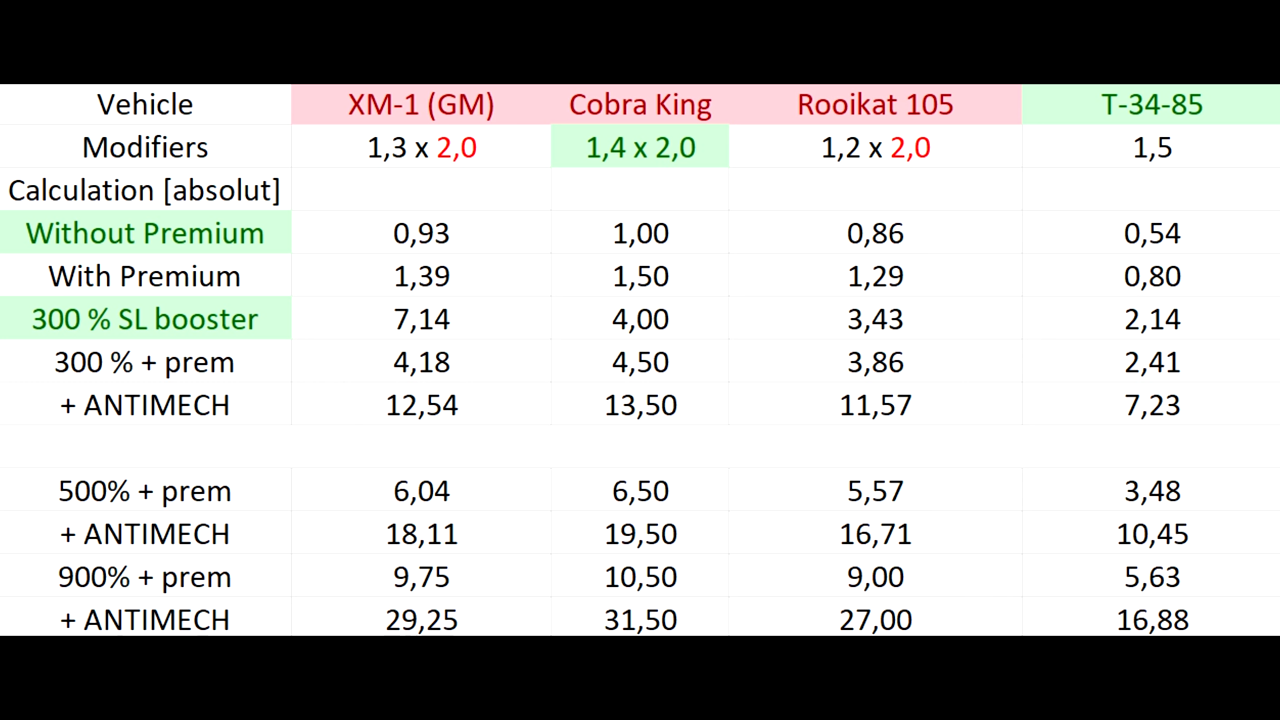 Vehicle XM-1 (GM) Cobra King Rooikat 105 T-34-85
Modifiers 1,3 x 2,0 1,4 x 2,0 1,2 x 2,0 1,5
Calculation [absolut]
Without Premium 0,93 1,00 0,86 0,54
With Premium 1,39 1,50 1,29 0,80
300 % SL booster 7,14 4,00 3,43 2,14
300 % + prem 4,18 4,50 3,86 2,41
+ ANTIMECH 12,54 13,50 11,57 7,23
500% + prem 6,04 6,50 5,57 3,48
+ ANTIMECH 18,11 19,50 16,71 10,45
900% + prem 9,75 10,50 9,00 5,63
+ ANTIMECH 29,25 31,50 27,00 16,88